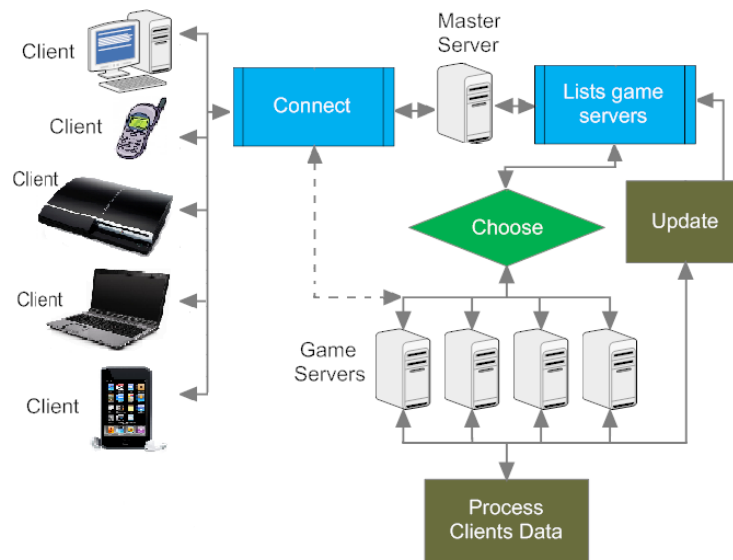 Client
Master
Server
Connect
Lists game
servers
Client
Client
Choose
Update
Client
Game
Servers
Client
Process
Clients Data